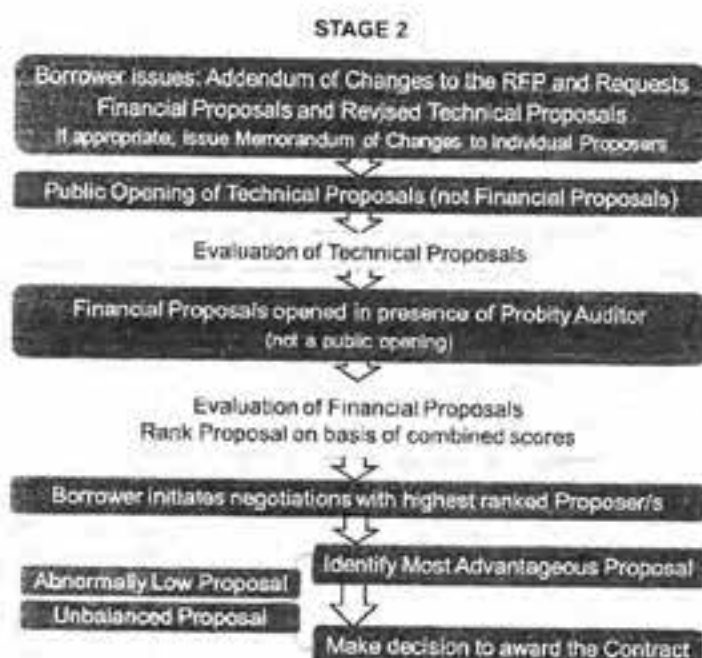 STAGE 2
Borrower issues: Addendum of Changes to the RFP and Requests
Financial Proposals and Revised Technical Proposals
If appropriate, issue Memorandum of Changes to Individual Proposers
Public Opening of Technical Proposals (not Financial Proposals)
Evaluation of Technical Proposals
Financial Proposals opened in presence of Probity Auditor
(not a public opening)
Evaluation of Financial Proposals
Rank Proposal on basis of combined scores
Borrower initiates negotiations with highest ranked Proposer/s
Identify Most Advantageous Proposal
Abnormally Low Proposal
Unbalanced Proposal
Make decision to award the Contract